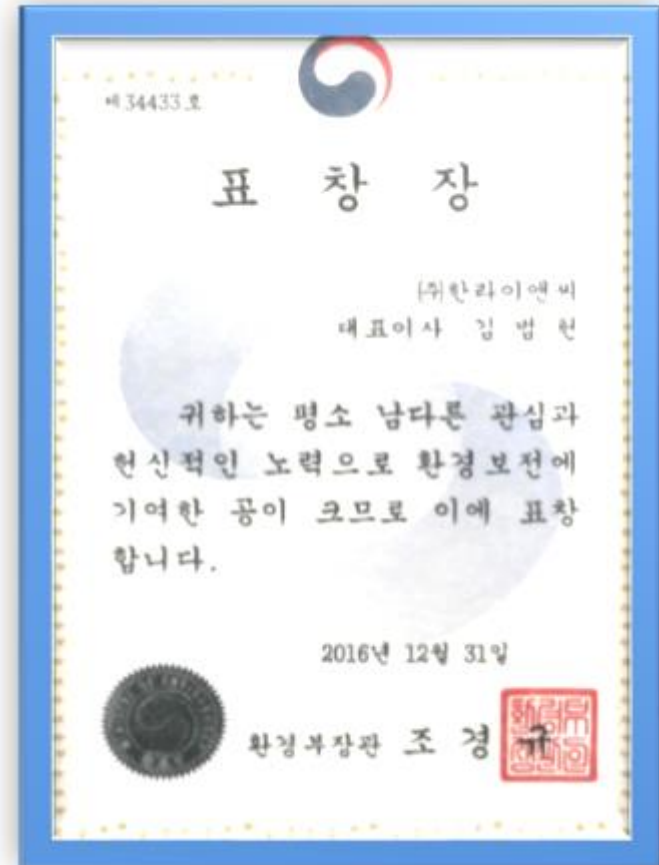 제 34433 호
표 창 장
(주)한라이앤씨
대표이사 김 범 헌
귀하는 평소 남다른 관심과
헌신적인 노력으로 환경보전에
기여한 공이 크므로 이에 표창
합니다.
2016년 12월 31일
환경부장관 조 경 규